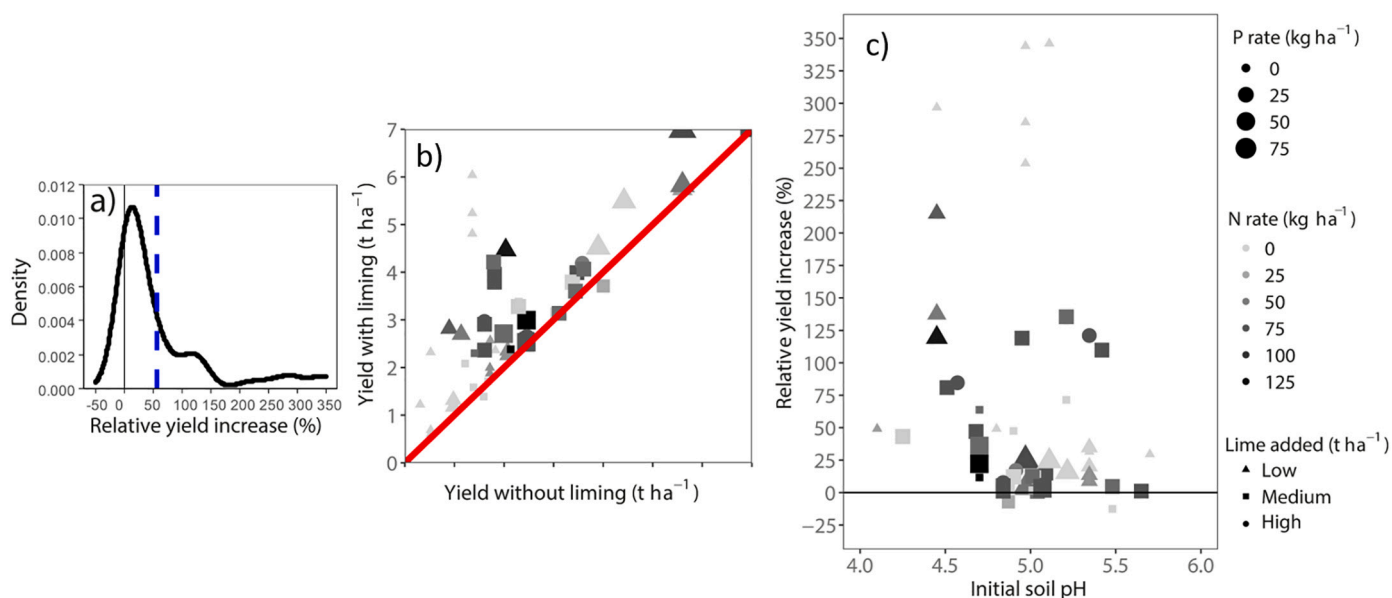 a)
0.012
0.010
0.008
0.006
0.004
0.002
0.000
Density
-50 0 50 100 150 200 250 300 350
Relative yield increase (%)
b)
7
6
5
4
3
2
1
0
Yield with liming (t ha⁻¹)
Yield without liming (t ha⁻¹)
c)
350
325
300
275
250
225
200
175
150
125
100
75
50
25
0
−25
Relative yield increase (%)
4.0 4.5 5.0 5.5 6.0
Initial soil pH
P rate (kg ha⁻¹)
0
25
50
75
N rate (kg ha⁻¹)
0
25
50
75
100
125
Lime added (t ha⁻¹)
Low
Medium
High